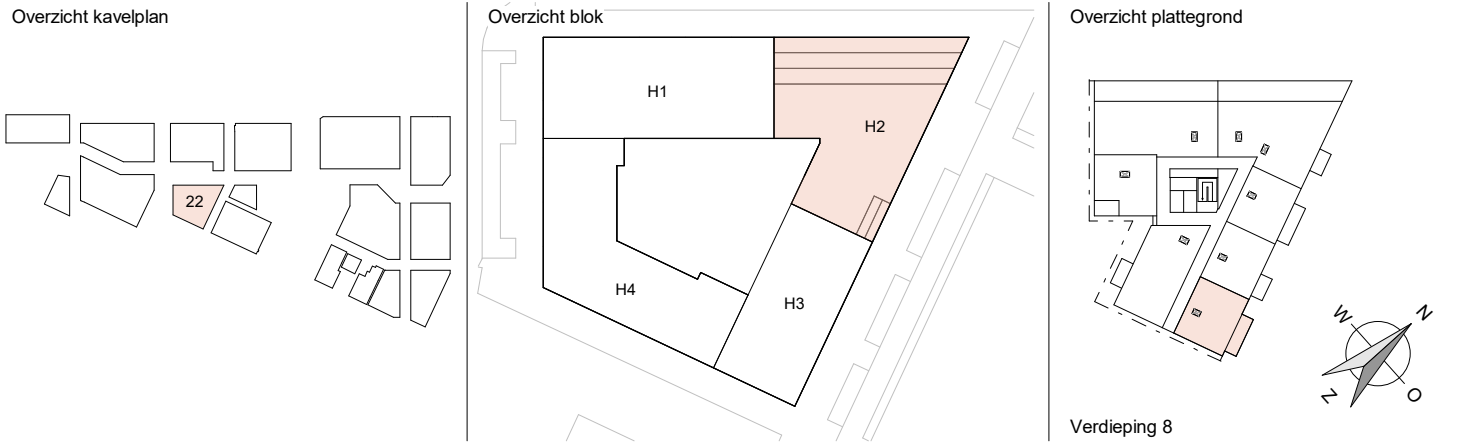 Overzicht kavelplan
22
Overzicht blok
H1
H2
H3
H4
Overzicht plattegrond
N
W
O
Z
Verdieping 8